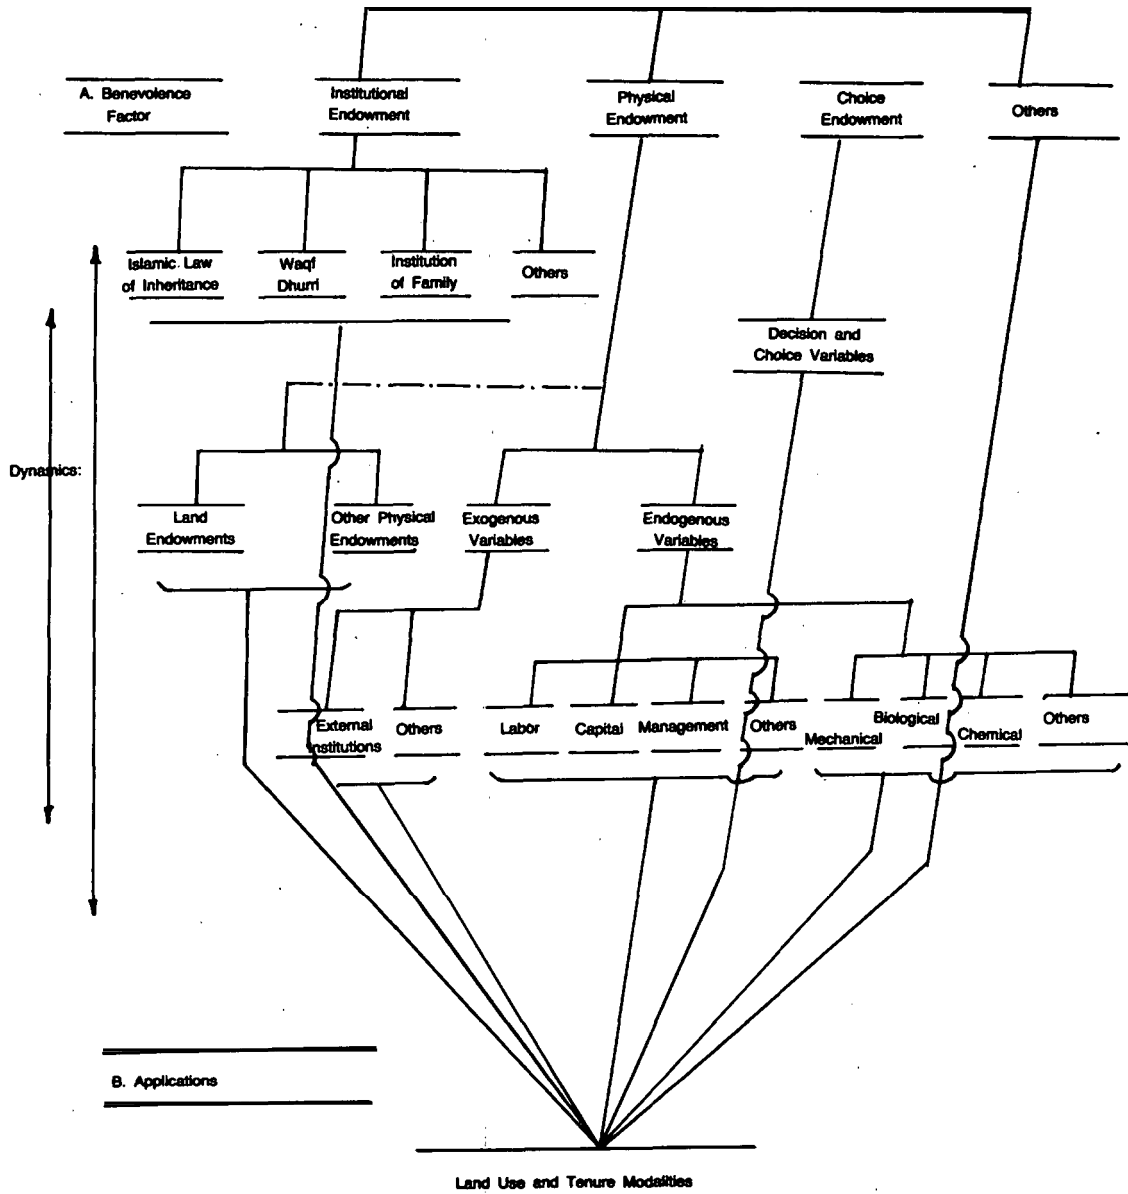 A. Benevolence
Factor
Institutional
Endowment
Physical
Endowment
Choice
Endowment
Others
Islamic Law
of Inheritance
Waqf
Dhurri
Institution
of Family
Others
Decision and
Choice Variables
Dynamics:
Land
Endowments
Other Physical
Endowments
Exogenous
Variables
Endogenous
Variables
External
Institutions
Others
Labor
Capital
Management
Others
Mechanical
Biological
Chemical
Others
B. Applications
Land Use and Tenure Modalities